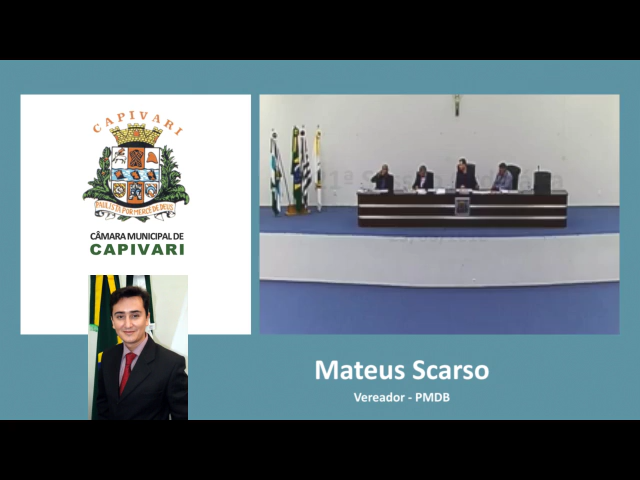 CAPIVARI
PAULISTA POR MERCÊ DE DEUS
CÂMARA MUNICIPAL DE
CAPIVARI
Mateus Scarso
Vereador - PMDB